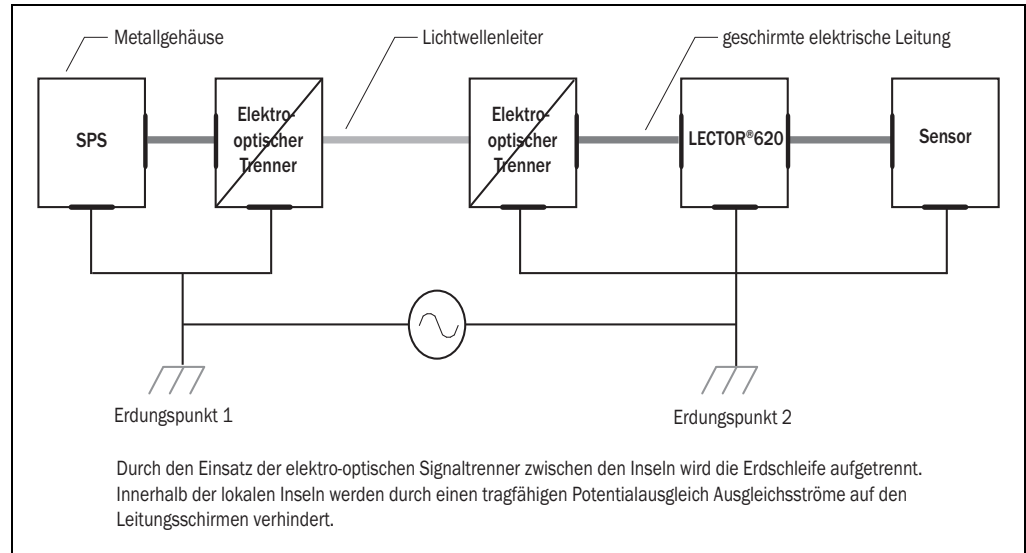 Metallgehäuse
Lichtwellenleiter
geschirmte elektrische Leitung
SPS
Elektro-
optischer
Trenner
Elektro-
optischer
Trenner
LECTOR®620
Sensor
Erdungspunkt 1
Erdungspunkt 2
Durch den Einsatz der elektro-optischen Signaltrenner zwischen den Inseln wird die Erdschleife aufgetrennt.
Innerhalb der lokalen Inseln werden durch einen tragfähigen Potentialausgleich Ausgleichsströme auf den
Leitungsschirmen verhindert.